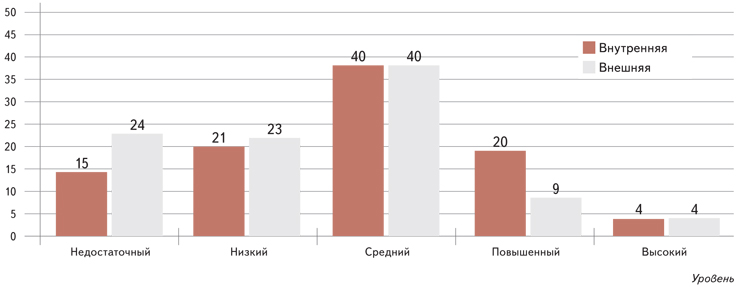 50
45
40
35
30
25
20
15
10
5
0
15
24
21
23
40
40
20
9
4
4
Внутренняя
Внешняя
Недостаточный
Низкий
Средний
Повышенный
Высокий
Уровень